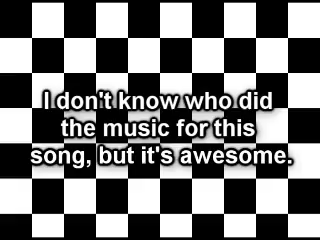 I don't know who did
the music for this
song, but it's awesome.